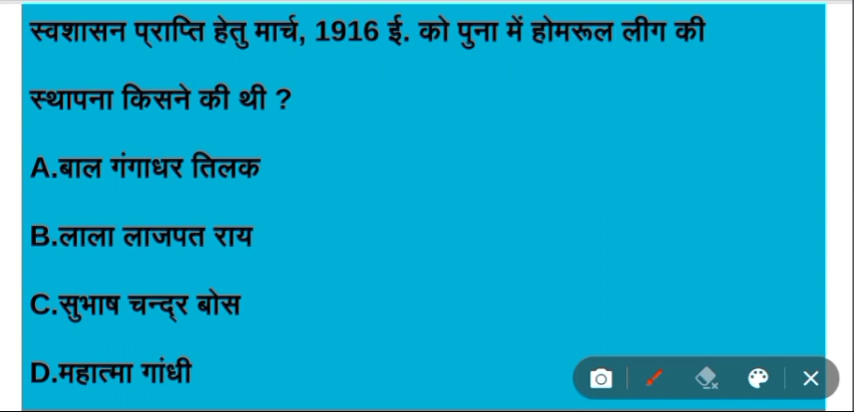 स्वशासन प्राप्ति हेतु मार्च, 1916 ई. को पुना में होमरूल लीग की
स्थापना किसने की थी ?
A.बाल गंगाधर तिलक
B.लाला लाजपत राय
C.सुभाष चन्द्र बोस
D.महात्मा गांधी